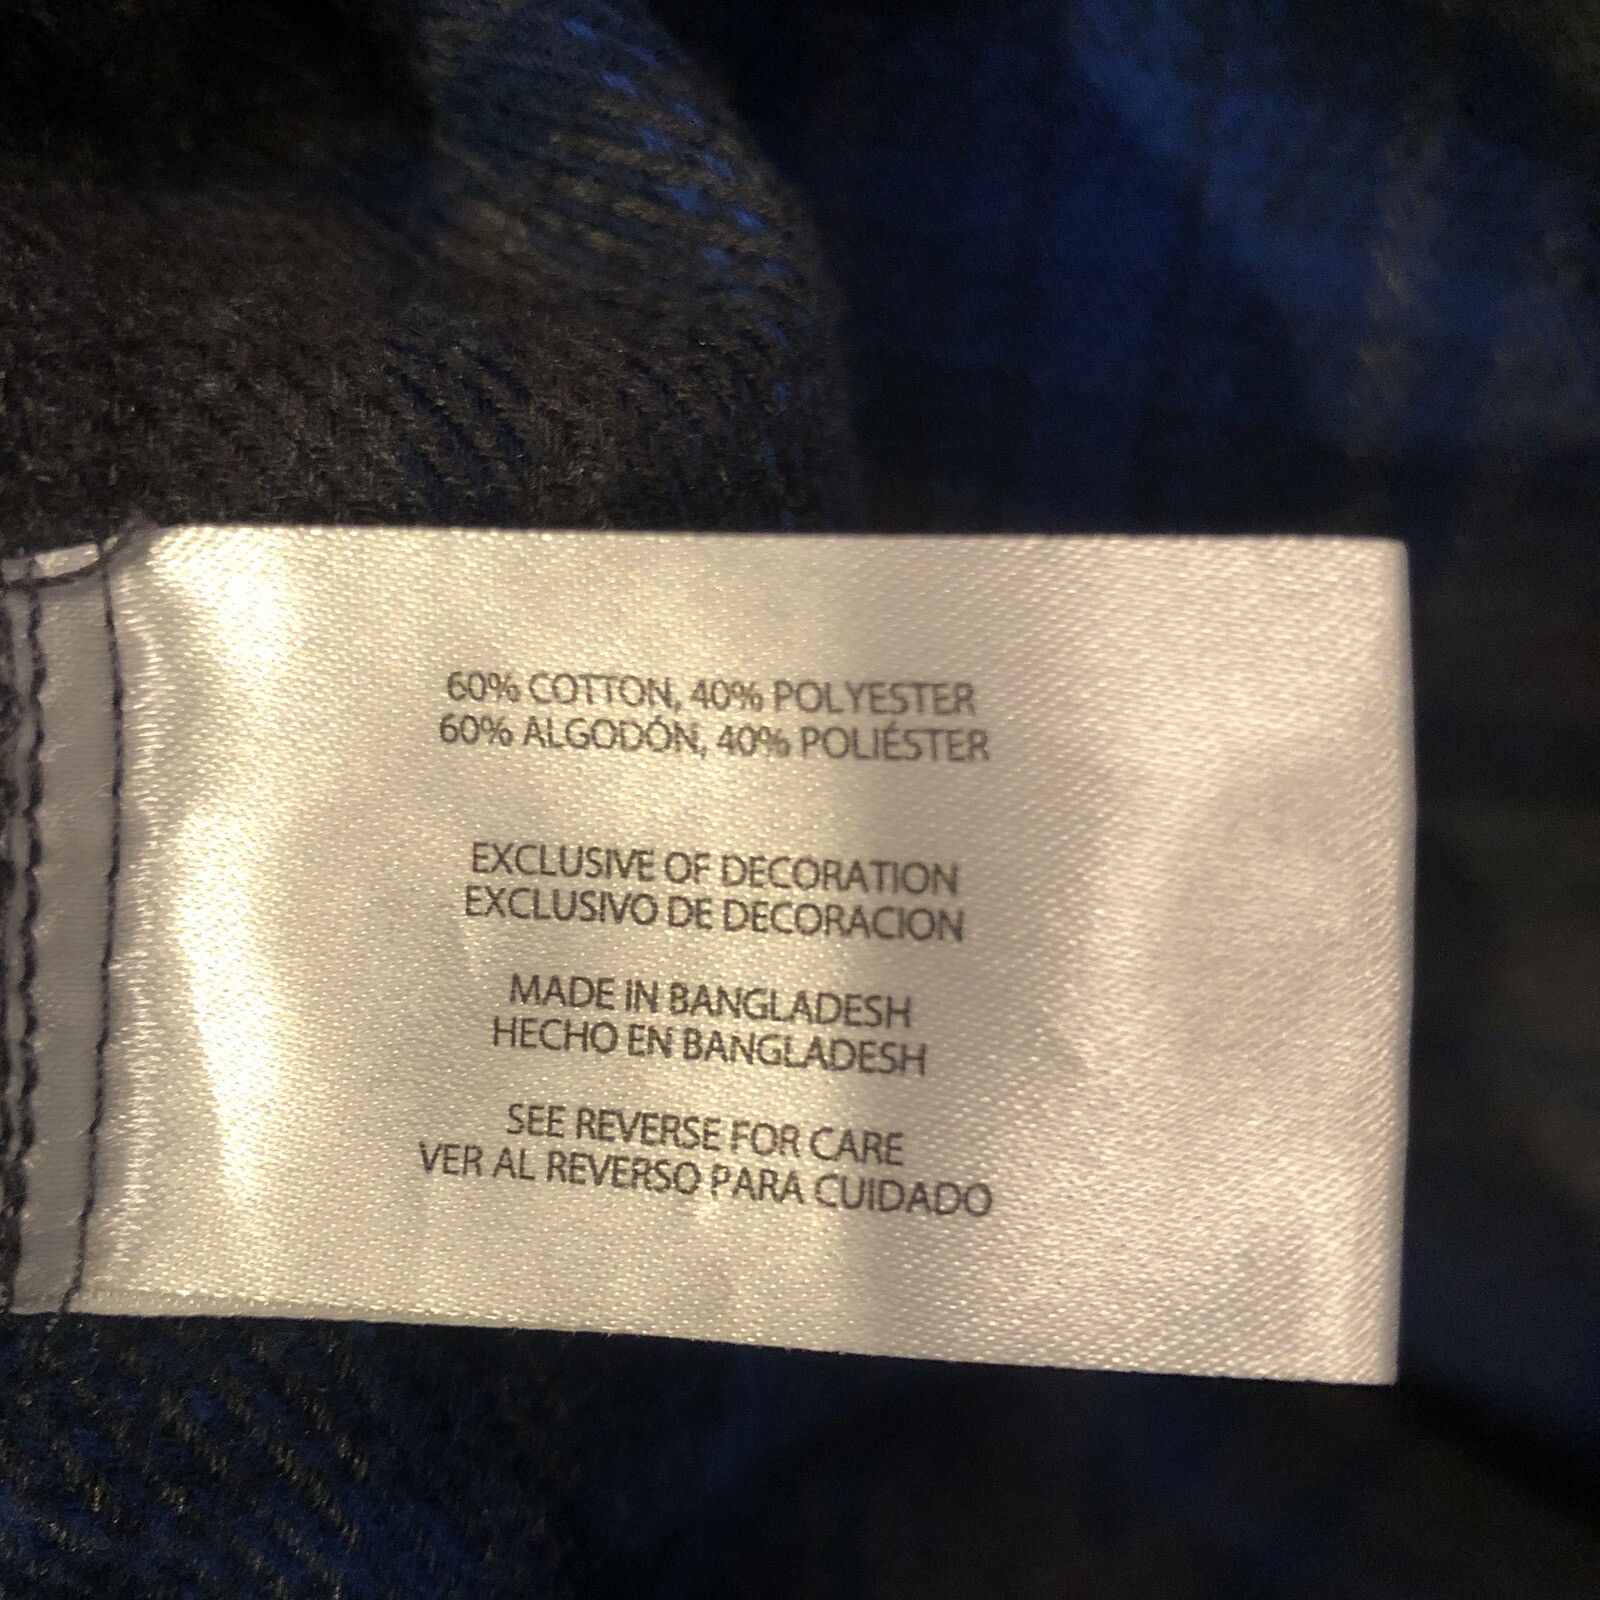 60% COTTON, 40% POLYESTER
60% ALGODÓN, 40% POLIÉSTER
EXCLUSIVE OF DECORATION
EXCLUSIVO DE DECORACION
MADE IN BANGLADESH
HECHO EN BANGLADESH
SEE REVERSE FOR CARE
VER AL REVERSO PARA CUIDADO